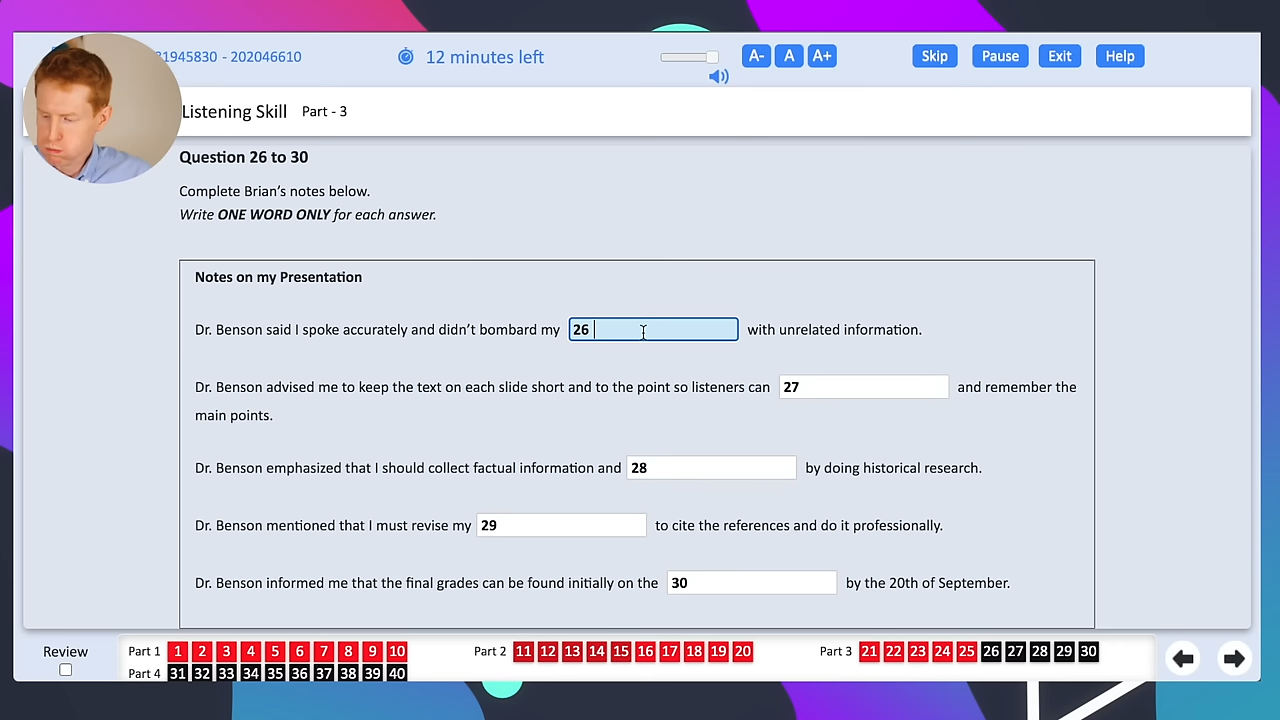 31945830 - 202046610
12 minutes left
A-
A
A+
Skip
Pause
Exit
Help
Listening Skill Part - 3
Question 26 to 30
Complete Brian's notes below.
Write ONE WORD ONLY for each answer.
Notes on my Presentation
Dr. Benson said I spoke accurately and didn't bombard my 26 with unrelated information.
Dr. Benson advised me to keep the text on each slide short and to the point so listeners can 27 and remember the
main points.
Dr. Benson emphasized that I should collect factual information and 28 by doing historical research.
Dr. Benson mentioned that I must revise my 29 to cite the references and do it professionally.
Dr. Benson informed me that the final grades can be found initially on the 30 by the 20th of September.
Review
Part 1 1 2 3 4 5 6 7 8 9 10
Part 2 11 12 13 14 15 16 17 18 19 20
Part 3 21 22 23 24 25 26 27 28 29 30
Part 4 31 32 33 34 35 36 37 38 39 40